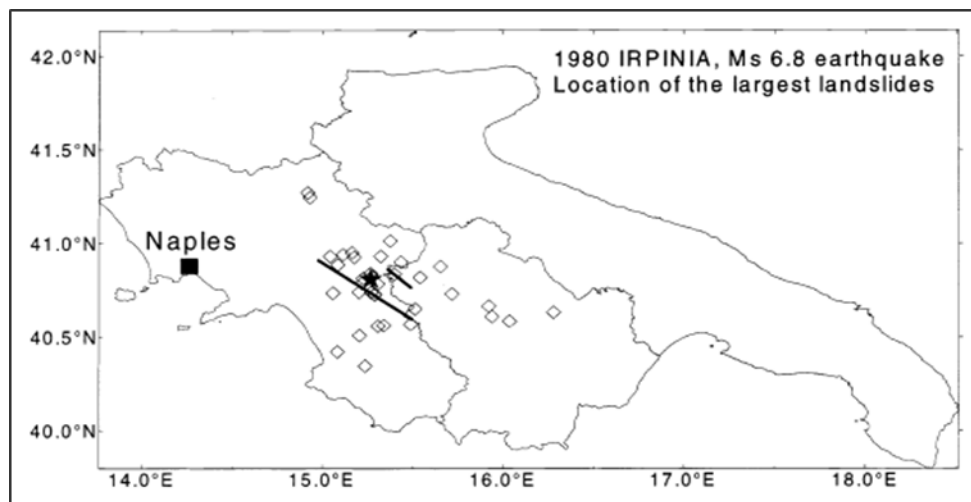 1980 IRPINIA, Ms 6.8 earthquake
Location of the largest landslides
42.0°N
41.5°N
41.0°N
40.5°N
40.0°N
Naples
14.0°E
15.0°E
16.0°E
17.0°E
18.0°E